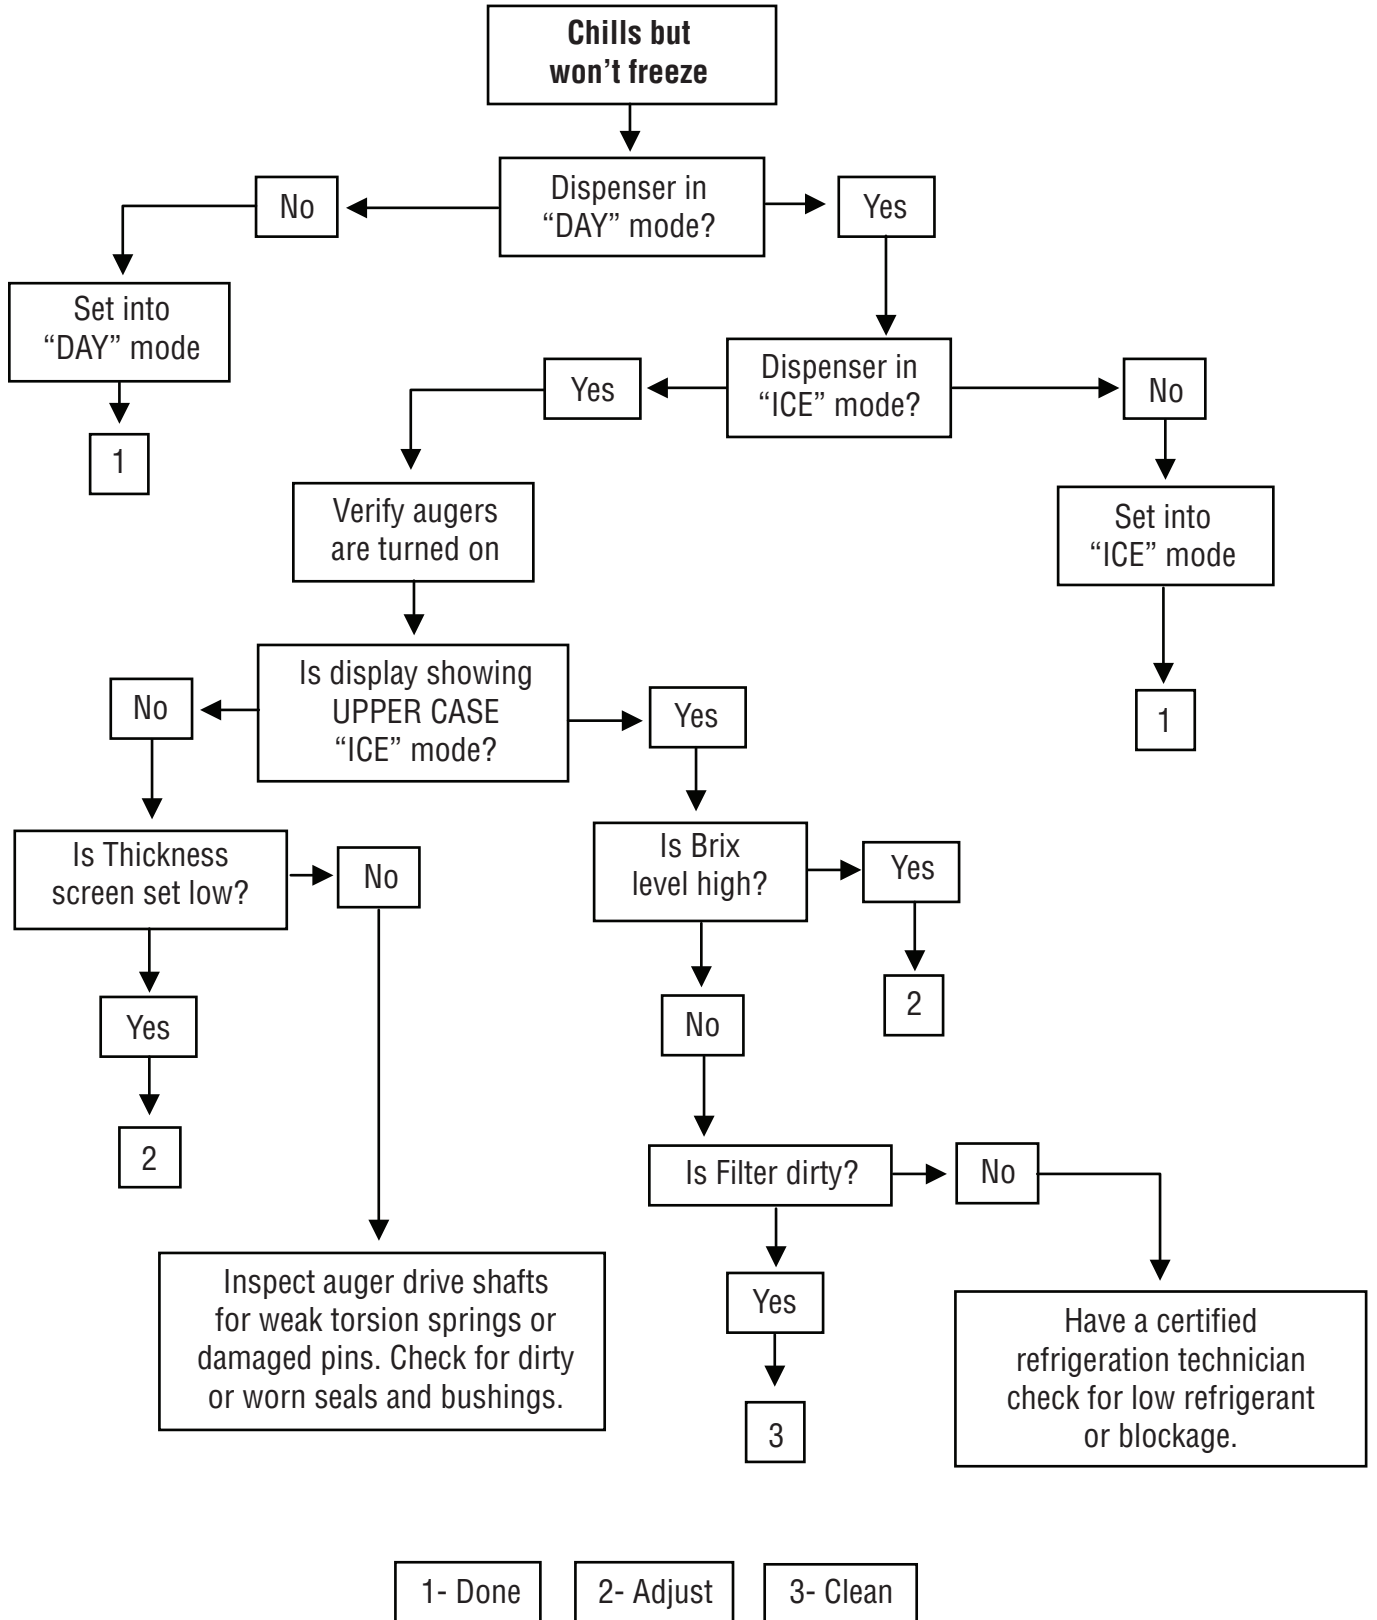 Chills but
won’t freeze
Dispenser in
“DAY” mode?
No
Yes
Set into
“DAY” mode
1
Dispenser in
“ICE” mode?
Yes
No
Verify augers
are turned on
Set into
“ICE” mode
1
Is display showing
UPPER CASE
“ICE” mode?
No
Yes
Is Thickness
screen set low?
No
Yes
2
Inspect auger drive shafts
for weak torsion springs or
damaged pins. Check for dirty
or worn seals and bushings.
Is Brix
level high?
Yes
2
No
Is Filter dirty?
No
Yes
3
Have a certified
refrigeration technician
check for low refrigerant
or blockage.
1- Done
2- Adjust
3- Clean